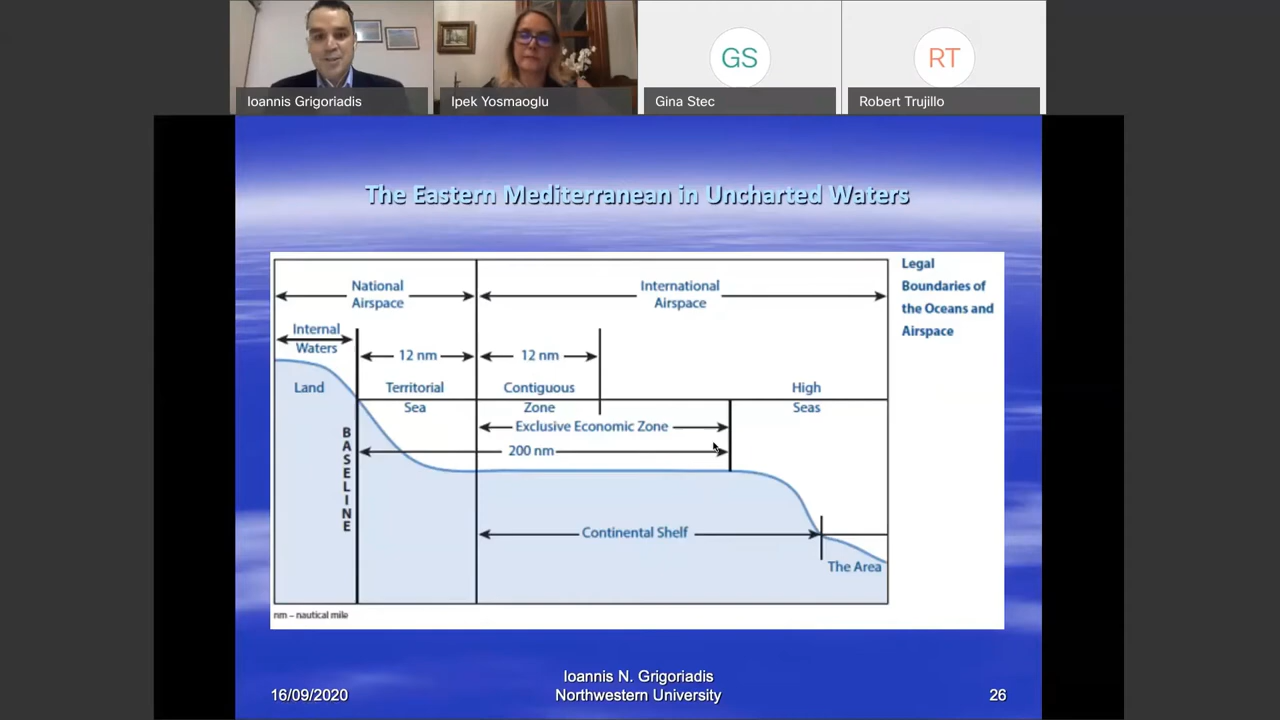 GS
RT
Ioannis Grigoriadis
Ipek Yosmaoglu
Gina Stec
Robert Trujillo
The Eastern Mediterranean in Uncharted Waters
National
Airspace
International
Airspace
Legal
Boundaries of
the Oceans and
Airspace
Internal
Waters
12 nm
12 nm
Land
Territorial
Sea
Contiguous
Zone
High
Seas
Exclusive Economic Zone
200 nm
BASELINE
Continental Shelf
The Area
nm – nautical mile
16/09/2020
Ioannis N. Grigoriadis
Northwestern University
26